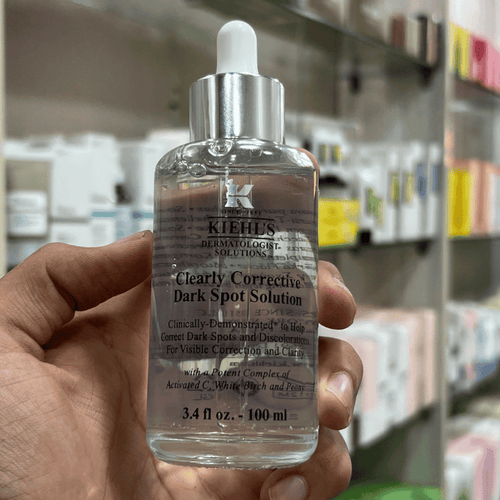 K
KIEHL'S
DERMATOLOGIST
SOLUTIONS
Clearly Corrective
Dark Spot Solution
Clinically-Demonstrated* to Help
Correct Dark Spots and Discolorations
For Visible Correction and Clarity
with a Potent Complex of
Activated C, White Birch and Peony
3.4 fl oz. - 100 ml